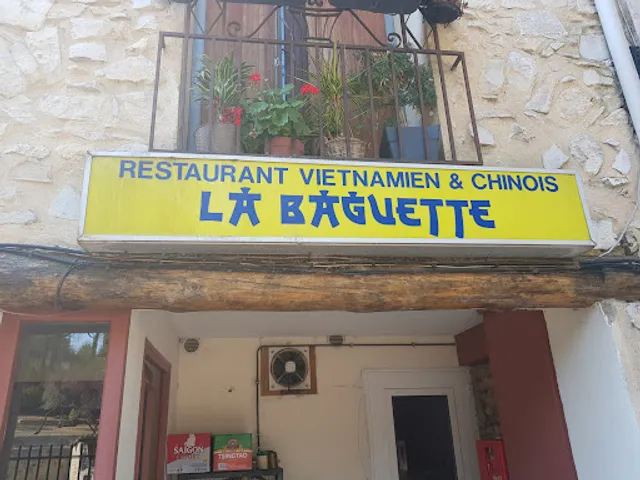 RESTAURANT VIETNAMIEN & CHINOIS
LA BAGUETTE
SAIGON
TSINGTAO